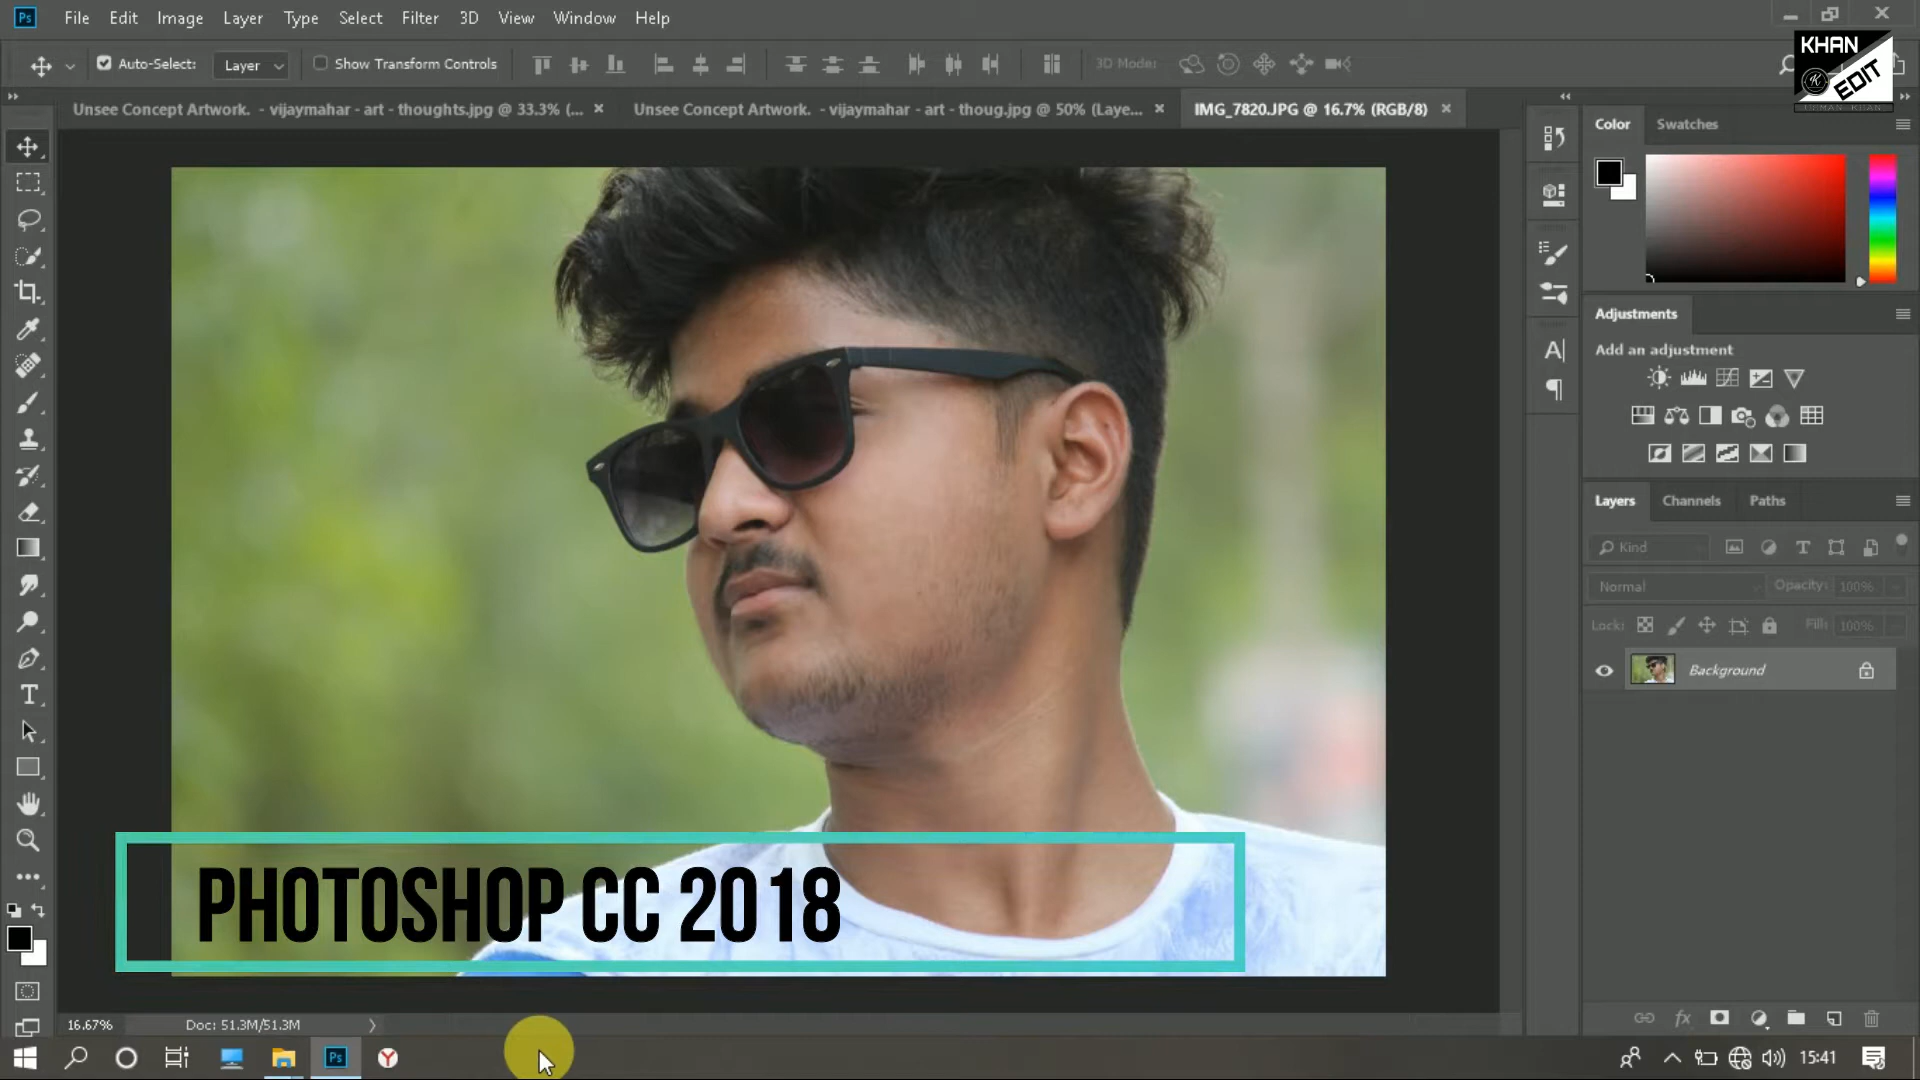 Ps File Edit Image Layer Type Select Filter 3D View Window Help
Auto-Select: Layer Show Transform Controls 3D Mode:
KHAN
EDIT
Unsee Concept Artwork. - vijaymahar - art - thoughts.jpg @ 33.3% (... × Unsee Concept Artwork. - vijaymahar - art - thoug.jpg @ 50% (Laye... × IMG_7820.JPG @ 16.7% (RGB/8) ×
Color Swatches
Adjustments
Add an adjustment
Layers Channels Paths
Kind
Normal Opacity: 100%
Lock: Fill: 100%
Background
PHOTOSHOP CC 2018
16.67% Doc: 51.3M/51.3M
Ps 15:41